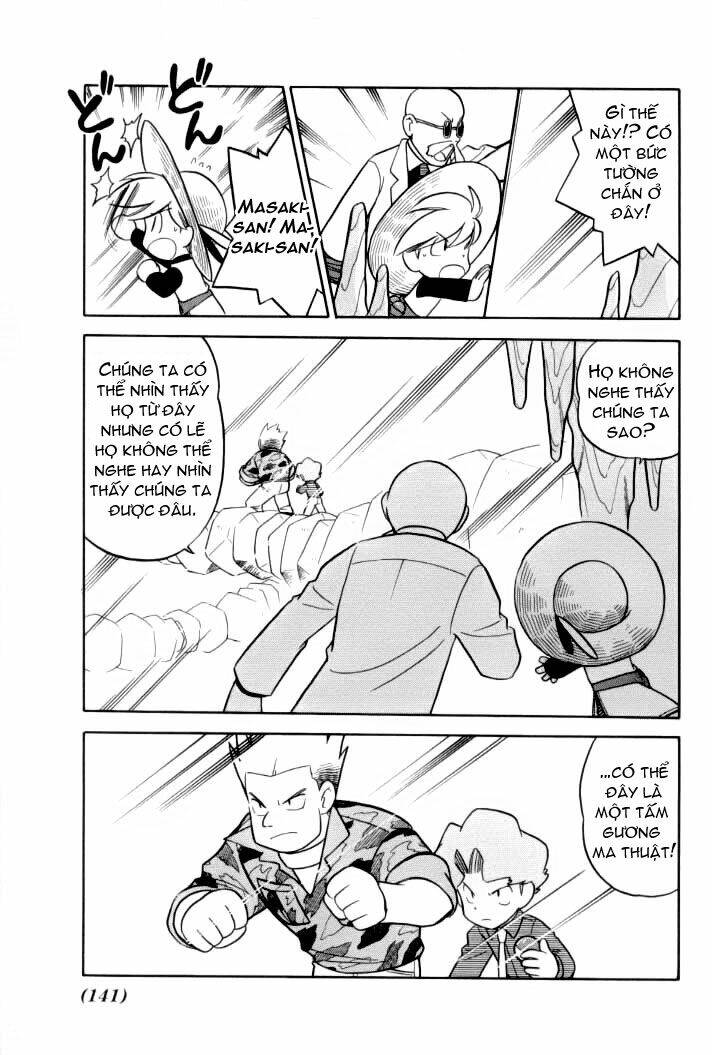 GÌ THẾ
NÀY!? CÓ
MỘT BỨC
TƯỜNG
CHẮN Ở
ĐÂY!
MASAKI-
SAN! MA-
SAKI-SAN!
どん
どん
HỌ KHÔNG
NGHE THẤY
CHÚNG TA
SAO?
CHÚNG TA CÓ
THỂ NHÌN THẤY
HỌ TỪ ĐÂY
NHƯNG CÓ LẼ
HỌ KHÔNG THỂ
NGHE HAY NHÌN
THẤY CHÚNG TA
ĐƯỢC ĐÂU.
...CÓ THỂ
ĐÂY LÀ
MỘT TẤM
GƯƠNG
MA THUẬT!
(141)